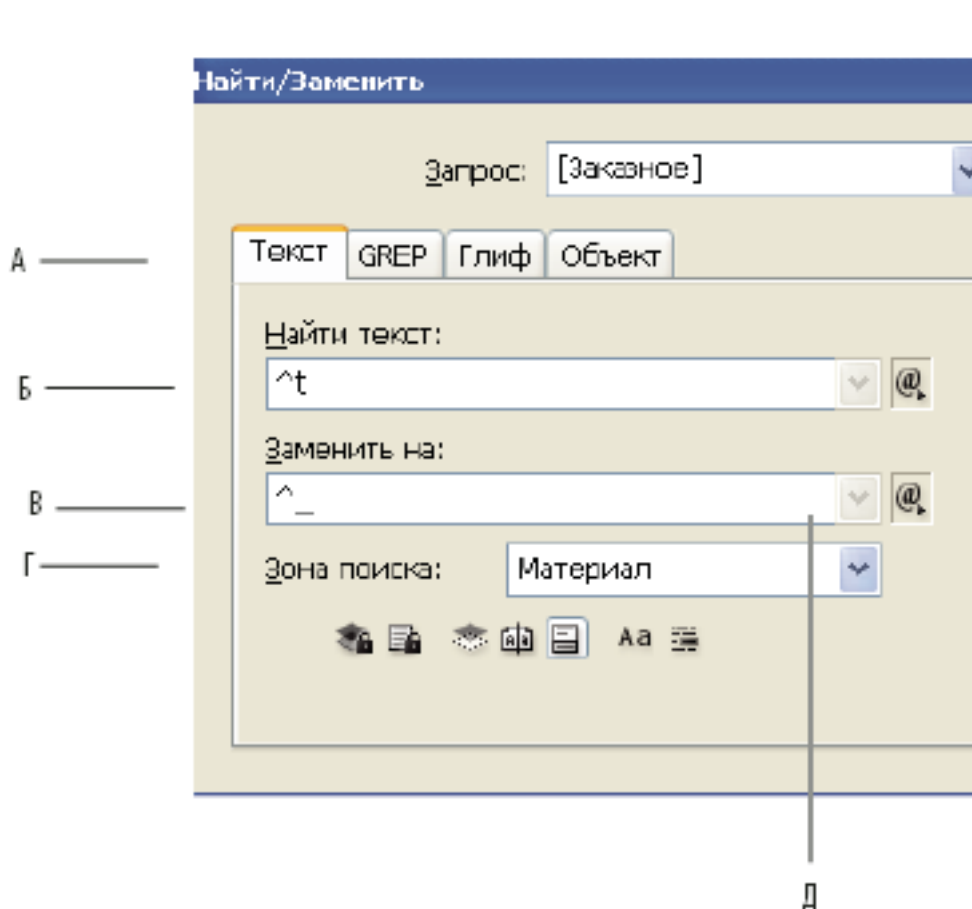 Найти/Заменить
Запрос: [Заказное]
А Текст GREP Глиф Объект
Найти текст:
Б ^t @
Заменить на:
В ^_ @
Г Зона поиска: Материал
Aa
Д